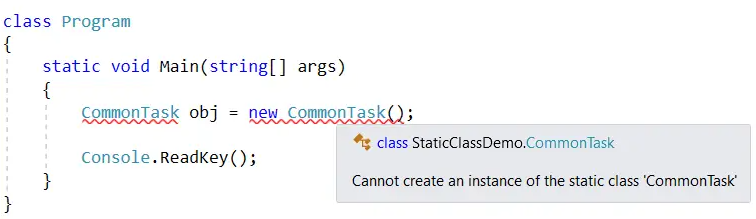 class Program
{
    static void Main(string[] args)
    {
        CommonTask obj = new CommonTask();
class StaticClassDemo.CommonTask
Cannot create an instance of the static class 'CommonTask'
        Console.ReadKey();
    }
}